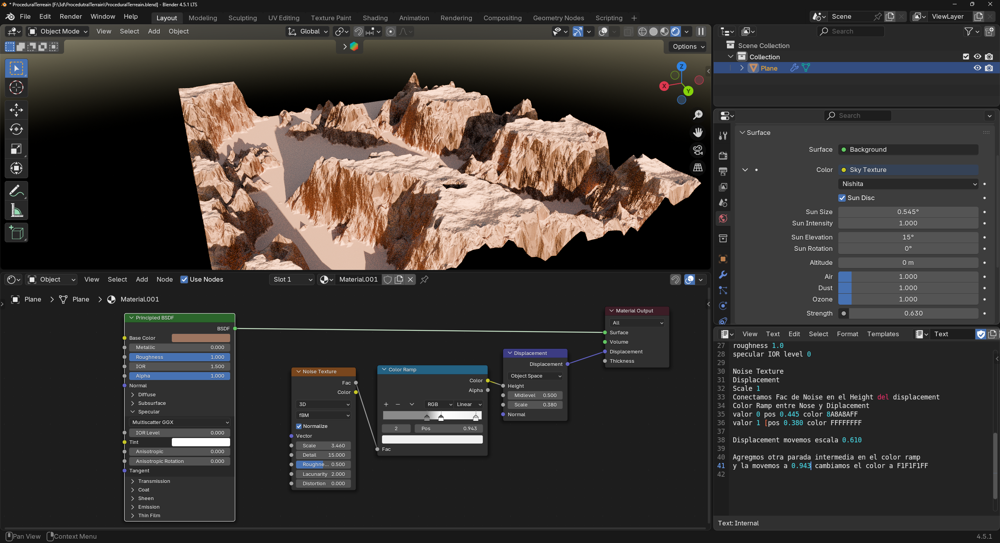 * ProceduralTerreain [F:\3d\ProcedutralTerrain\ProceduralTerreain.blend] - Blender 4.5.1 LTS
File Edit Render Window Help
Layout Modeling Sculpting UV Editing Texture Paint Shading Animation Rendering Compositing Geometry Nodes Scripting
Scene
ViewLayer
Object Mode View Select Add Object
Global
Options
Z
X
Y
Search
Scene Collection
Collection
Plane
Search
Surface
Surface Background
Color Sky Texture
Nishita
Sun Disc
Sun Size 0.545°
Sun Intensity 1.000
Sun Elevation 15°
Sun Rotation 0°
Altitude 0 m
Air 1.000
Dust 1.000
Ozone 1.000
Strength 0.630
Object View Select Add Node Use Nodes
Slot 1
Material.001
Plane Plane Material.001
Principled BSDF
BSDF
Base Color
Metallic 0.000
Roughness 1.000
IOR 1.500
Alpha 1.000
Normal
Diffuse
Subsurface
Specular
Multiscatter GGX
IOR Level 0.000
Tint
Anisotropic 0.000
Anisotropic Rotation 0.000
Tangent
Transmission
Coat
Sheen
Emission
Thin Film
Noise Texture
Fac
Color
3D
fBM
Normalize
Vector
Scale 3.460
Detail 15.000
Roughne... 0.500
Lacunarity 2.000
Distortion 0.000
Color Ramp
Color
Alpha
RGB Linear
2 Pos 0.943
Fac
Displacement
Displacement
Object Space
Height
Midlevel 0.500
Scale 0.380
Normal
Material Output
All
Surface
Volume
Displacement
Thickness
View Text Edit Select Format Templates Text
27 roughness 1.0
28 specular IOR level 0
29
30 Noise Texture
31 Displacement
32 Scale 1
33 Conectamos Fac de Noise en el Height del displacement
34 Color Ramp entre Nose y Diplacement
35 valor 0 pos 0.445 color 8A8A8AFF
36 valor 1 [pos 0.380 color FFFFFFFF
37
38 Displacement movemos escala 0.610
39
40 Agregmos otra parada intermedia en el color ramp
41 y la movemos a 0.943 cambiamos el color a F1F1F1FF
42
Text: Internal
Pan View Context Menu
4.5.1